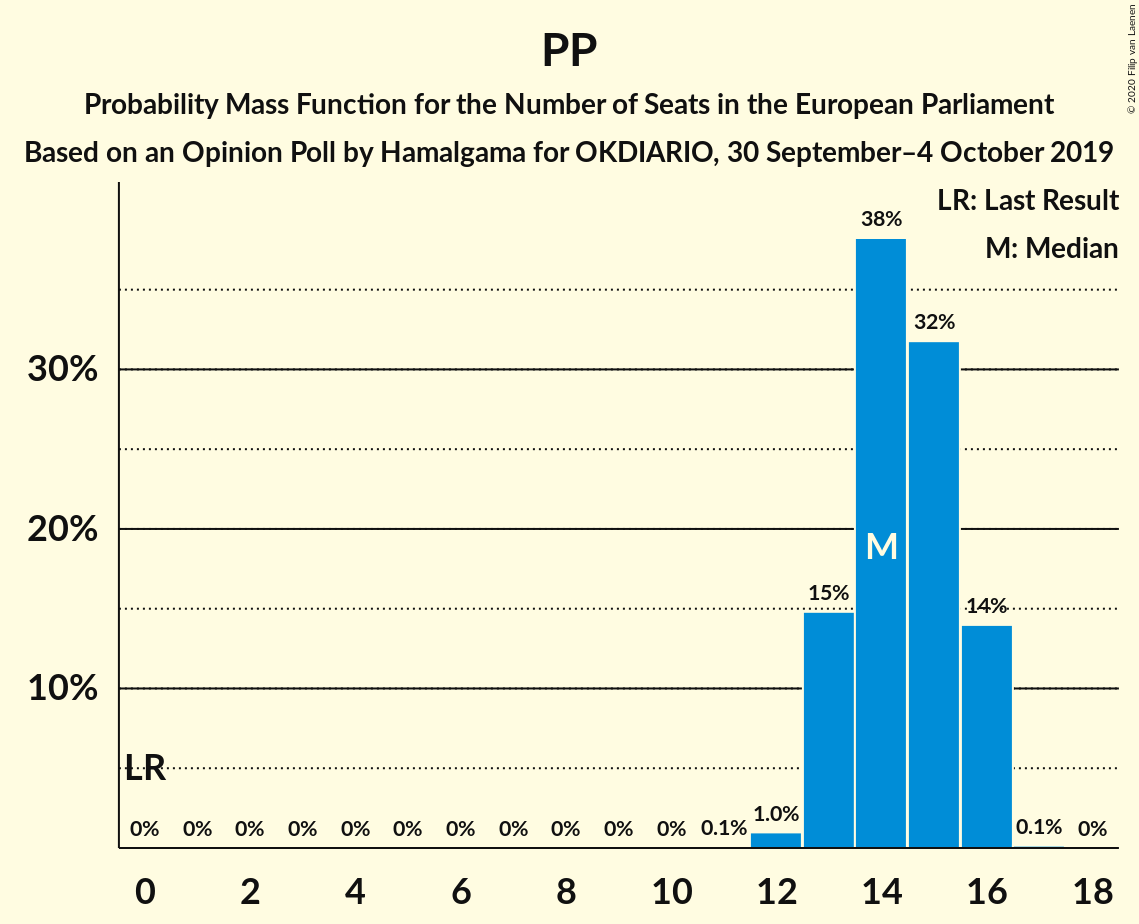 PP
Probability Mass Function for the Number of Seats in the European Parliament
Based on an Opinion Poll by Hamalgama for OKDIARIO, 30 September–4 October 2019
© 2020 Filip van Laenen
LR: Last Result
M: Median
38%
32%
30%
20%
M
15%
14%
10%
LR
0% 0% 0% 0% 0% 0% 0% 0% 0% 0% 0% 0.1% 1.0% 0.1% 0%
0 2 4 6 8 10 12 14 16 18